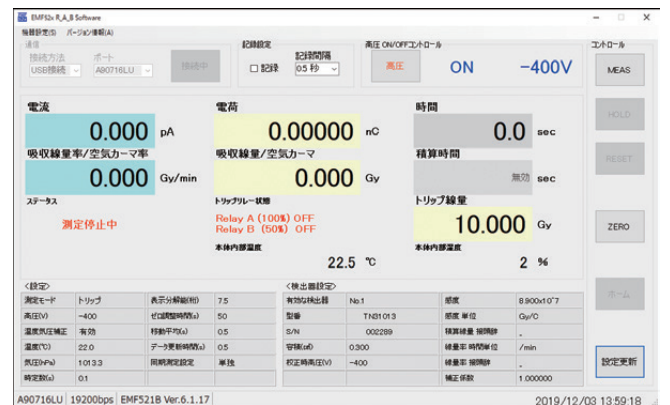 EMF52x R_A_B Software
機器設定(S) バージョン情報(A)
通信
接続方法 ポート
USB接続 A90716LU 接続中
記録設定
記録間隔
記録 0.5 秒
高圧 ON/OFFコントロール
高圧 ON -400V
コントロール
MEAS
HOLD
RESET
ZERO
ホーム
設定更新
電流 電荷 時間
0.000 pA 0.00000 nC 0.0 sec
吸収線量率/空気カーマ率 吸収線量/空気カーマ 積算時間
0.000 Gy/min 0.000 Gy 無効 sec
ステータス トリップリレー状態 トリップ線量
測定停止中 Relay A (100%) OFF 10.000 Gy
Relay B (50%) OFF
本体内部温度 本体内部湿度
22.5 ℃ 2 %
<設定> <検出器設定>
測定モード トリップ 表示分解能(桁) 7.5 有効な検出器 No.1 感度 8.900x10^7
高圧(V) -400 ゼロ調整時間(s) 50 型番 TN31013 感度 単位 Gy/C
温度気圧補正 有効 移動平均(s) 0.5 S/N 002289 積算線量 接頭辞 _
温度(℃) 22.0 データ更新時間(s) 0.5 容積(cc) 0.300 線量率 時間単位 /min
気圧(hPa) 1013.3 同期測定設定 単独 校正時高圧(V) -400 線量率 接頭辞 _
時定数(s) 0.1 補正係数 1.000000
A90716LU 19200bps EMF521B Ver.6.1.17 2019/12/03 13:59:18